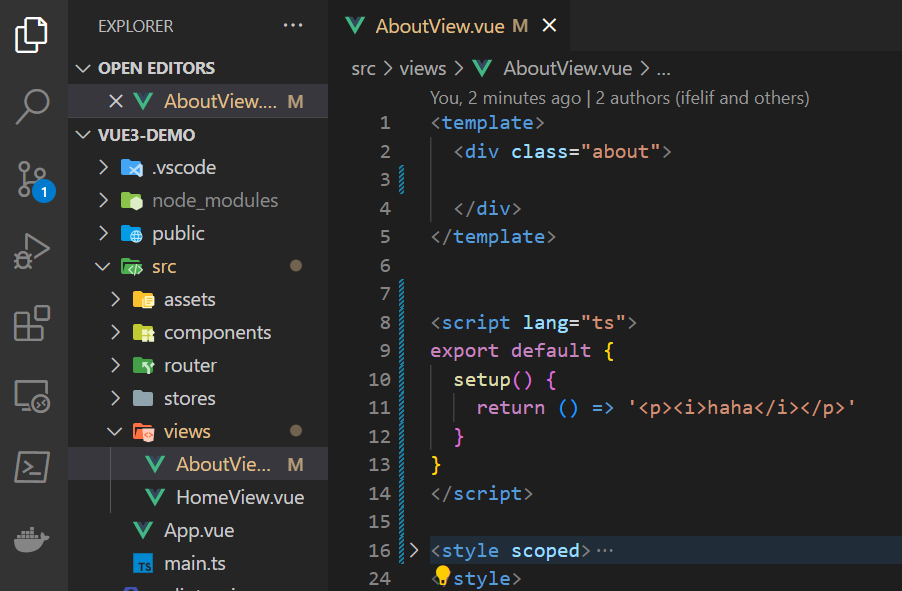 EXPLORER
OPEN EDITORS
AboutView.... M
VUE3-DEMO
.vscode
node_modules
public
src
assets
components
router
stores
views
AboutVie... M
HomeView.vue
App.vue
TS main.ts
1
AboutView.vue M
src > views > AboutView.vue > ...
You, 2 minutes ago | 2 authors (ifelif and others)
1 <template>
2 <div class="about">
3
4 </div>
5 </template>
6
7
8 <script lang="ts">
9 export default {
10 setup() {
11 return () => '<p><i>haha</i></p>'
12 }
13 }
14 </script>
15
16 <style scoped>···
24 style>